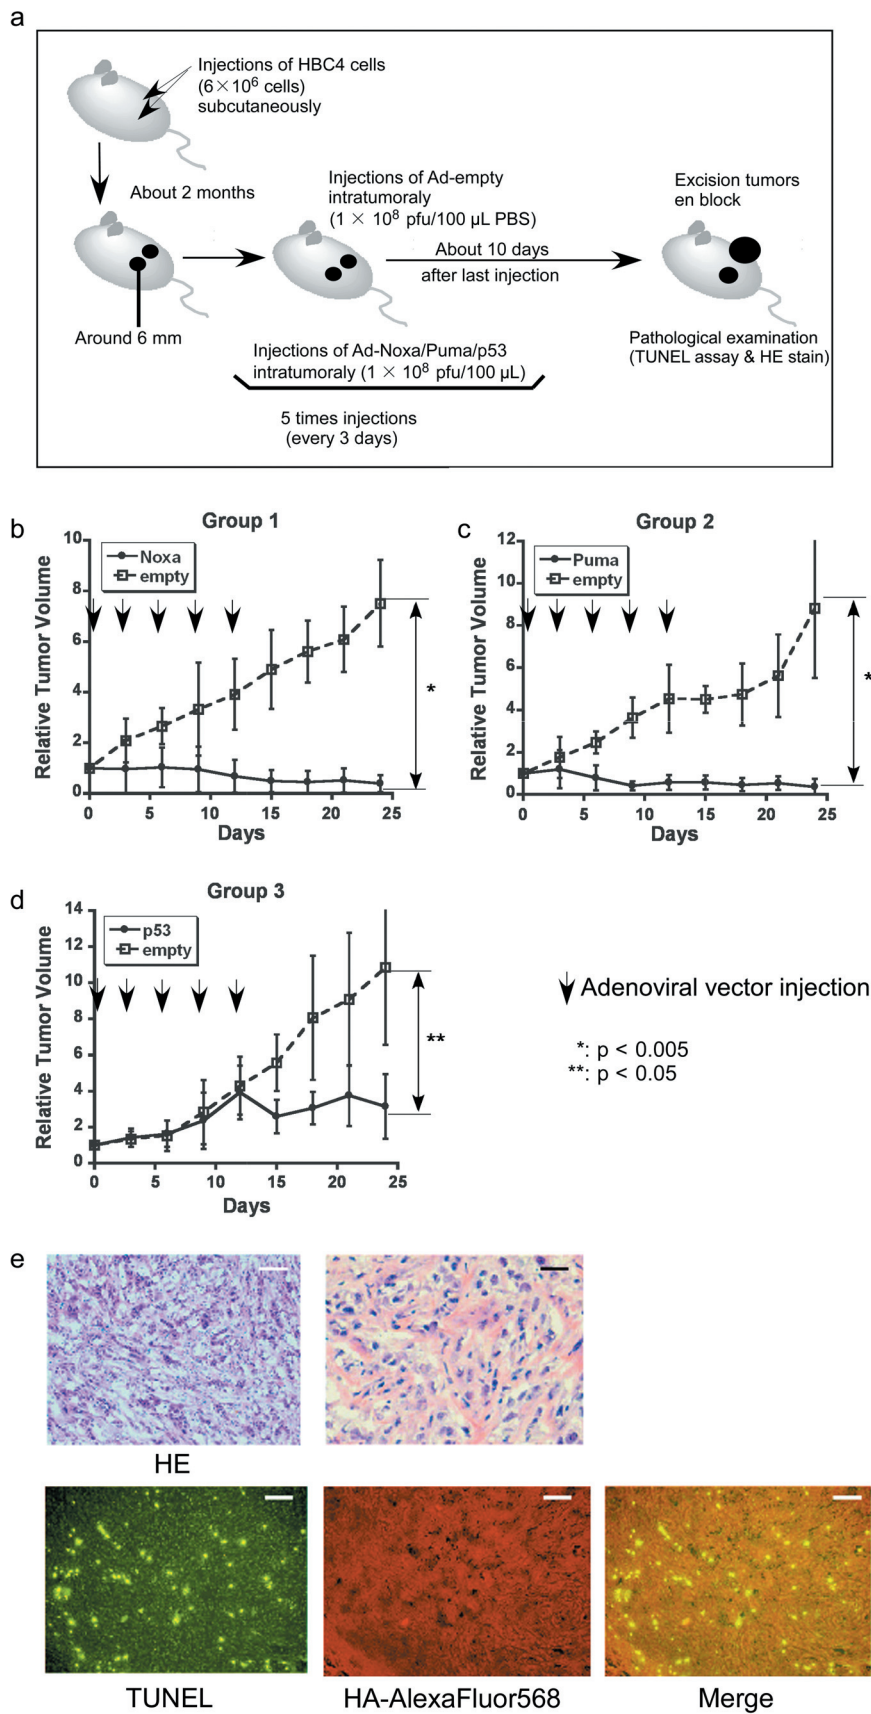 a
Injections of HBC4 cells
(6×10⁶ cells)
subcutaneously
About 2 months
Injections of Ad-empty
intratumoraly
(1 × 10⁸ pfu/100 µL PBS)
Excision tumors
en block
About 10 days
after last injection
Around 6 mm
Injections of Ad-Noxa/Puma/p53
intratumoraly (1 × 10⁸ pfu/100 µL)
Pathological examination
(TUNEL assay & HE stain)
5 times injections
(every 3 days)
b
Group 1
Relative Tumor Volume
10
8
6
4
2
0
Noxa
empty
*
0 5 10 15 20 25
Days
c
Group 2
Relative Tumor Volume
12
10
8
6
4
2
0
Puma
empty
*
0 5 10 15 20 25
Days
d
Group 3
Relative Tumor Volume
14
12
10
8
6
4
2
0
p53
empty
**
0 5 10 15 20 25
Days
Adenoviral vector injection
*: p < 0.005
**: p < 0.05
e
HE
TUNEL
HA-AlexaFluor568
Merge